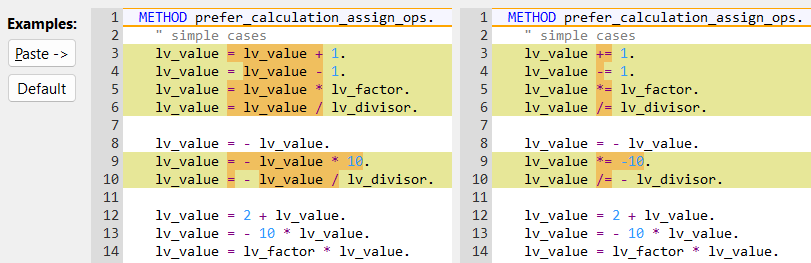 Examples:
Paste ->
Default
1 METHOD prefer_calculation_assign_ops.
2 " simple cases
3 lv_value = lv_value + 1.
4 lv_value = lv_value - 1.
5 lv_value = lv_value * lv_factor.
6 lv_value = lv_value / lv_divisor.
7
8 lv_value = - lv_value.
9 lv_value = - lv_value * 10.
10 lv_value = - lv_value / lv_divisor.
11
12 lv_value = 2 + lv_value.
13 lv_value = - 10 * lv_value.
14 lv_value = lv_factor * lv_value.
1 METHOD prefer_calculation_assign_ops.
2 " simple cases
3 lv_value += 1.
4 lv_value -= 1.
5 lv_value *= lv_factor.
6 lv_value /= lv_divisor.
7
8 lv_value = - lv_value.
9 lv_value *= -10.
10 lv_value /= - lv_divisor.
11
12 lv_value = 2 + lv_value.
13 lv_value = - 10 * lv_value.
14 lv_value = lv_factor * lv_value.